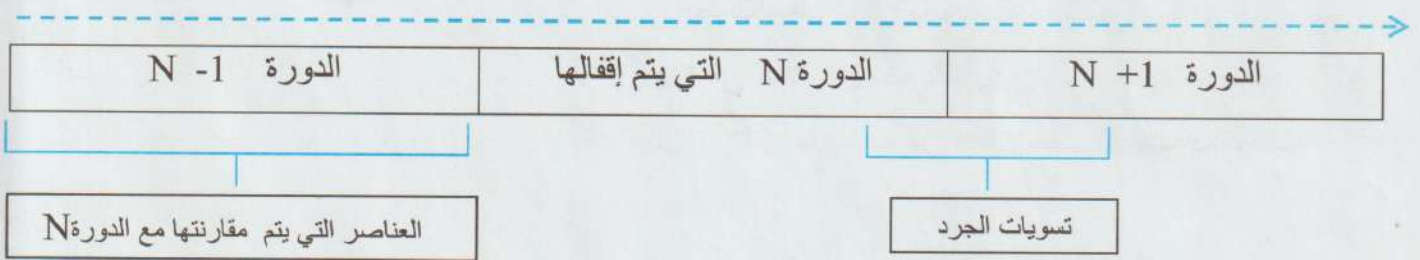 الدورة N -1
الدورة N التي يتم إقفالها
الدورة N +1
العناصر التي يتم مقارنتها مع الدورةN
تسويات الجرد